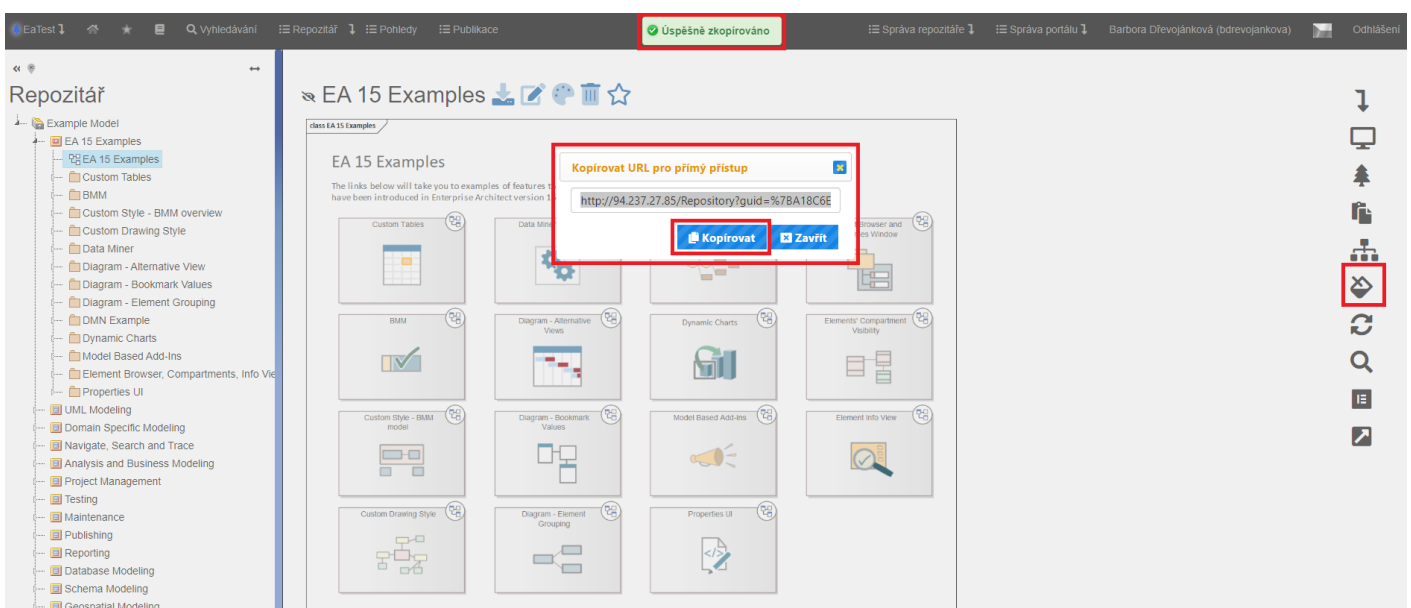 EaTest
Vyhledávání
Repozitář
Pohledy
Publikace
Úspěšně zkopírováno
Správa repozitáře
Správa portálu
Barbora Dřevojánková (bdrevojankova)
Odhlášení
Repozitář
Example Model
EA 15 Examples
EA 15 Examples
Custom Tables
BMM
Custom Style - BMM overview
Custom Drawing Style
Data Miner
Diagram - Alternative View
Diagram - Bookmark Values
Diagram - Element Grouping
DMN Example
Dynamic Charts
Model Based Add-Ins
Element Browser, Compartments, Info Vie
Properties UI
UML Modeling
Domain Specific Modeling
Navigate, Search and Trace
Analysis and Business Modeling
Project Management
Testing
Maintenance
Publishing
Reporting
Database Modeling
Schema Modeling
Geospatial Modeling
EA 15 Examples
class EA 15 Examples
EA 15 Examples
The links below will take you to examples of features
have been introduced in Enterprise Architect version
Kopírovat URL pro přímý přístup
http://94.237.27.85/Repository?guid=%7BA18C6E
Kopírovat
Zavřít
Custom Tables
Data
Browser and
Window
BMM
Diagram - Alternative
Views
Dynamic Charts
Elements' Compartment
Visibility
Custom Style - BMM
model
Diagram - Bookmark
Values
Model Based Add-Ins
Element Info View
Custom Drawing Style
Diagram - Element
Grouping
Properties UI